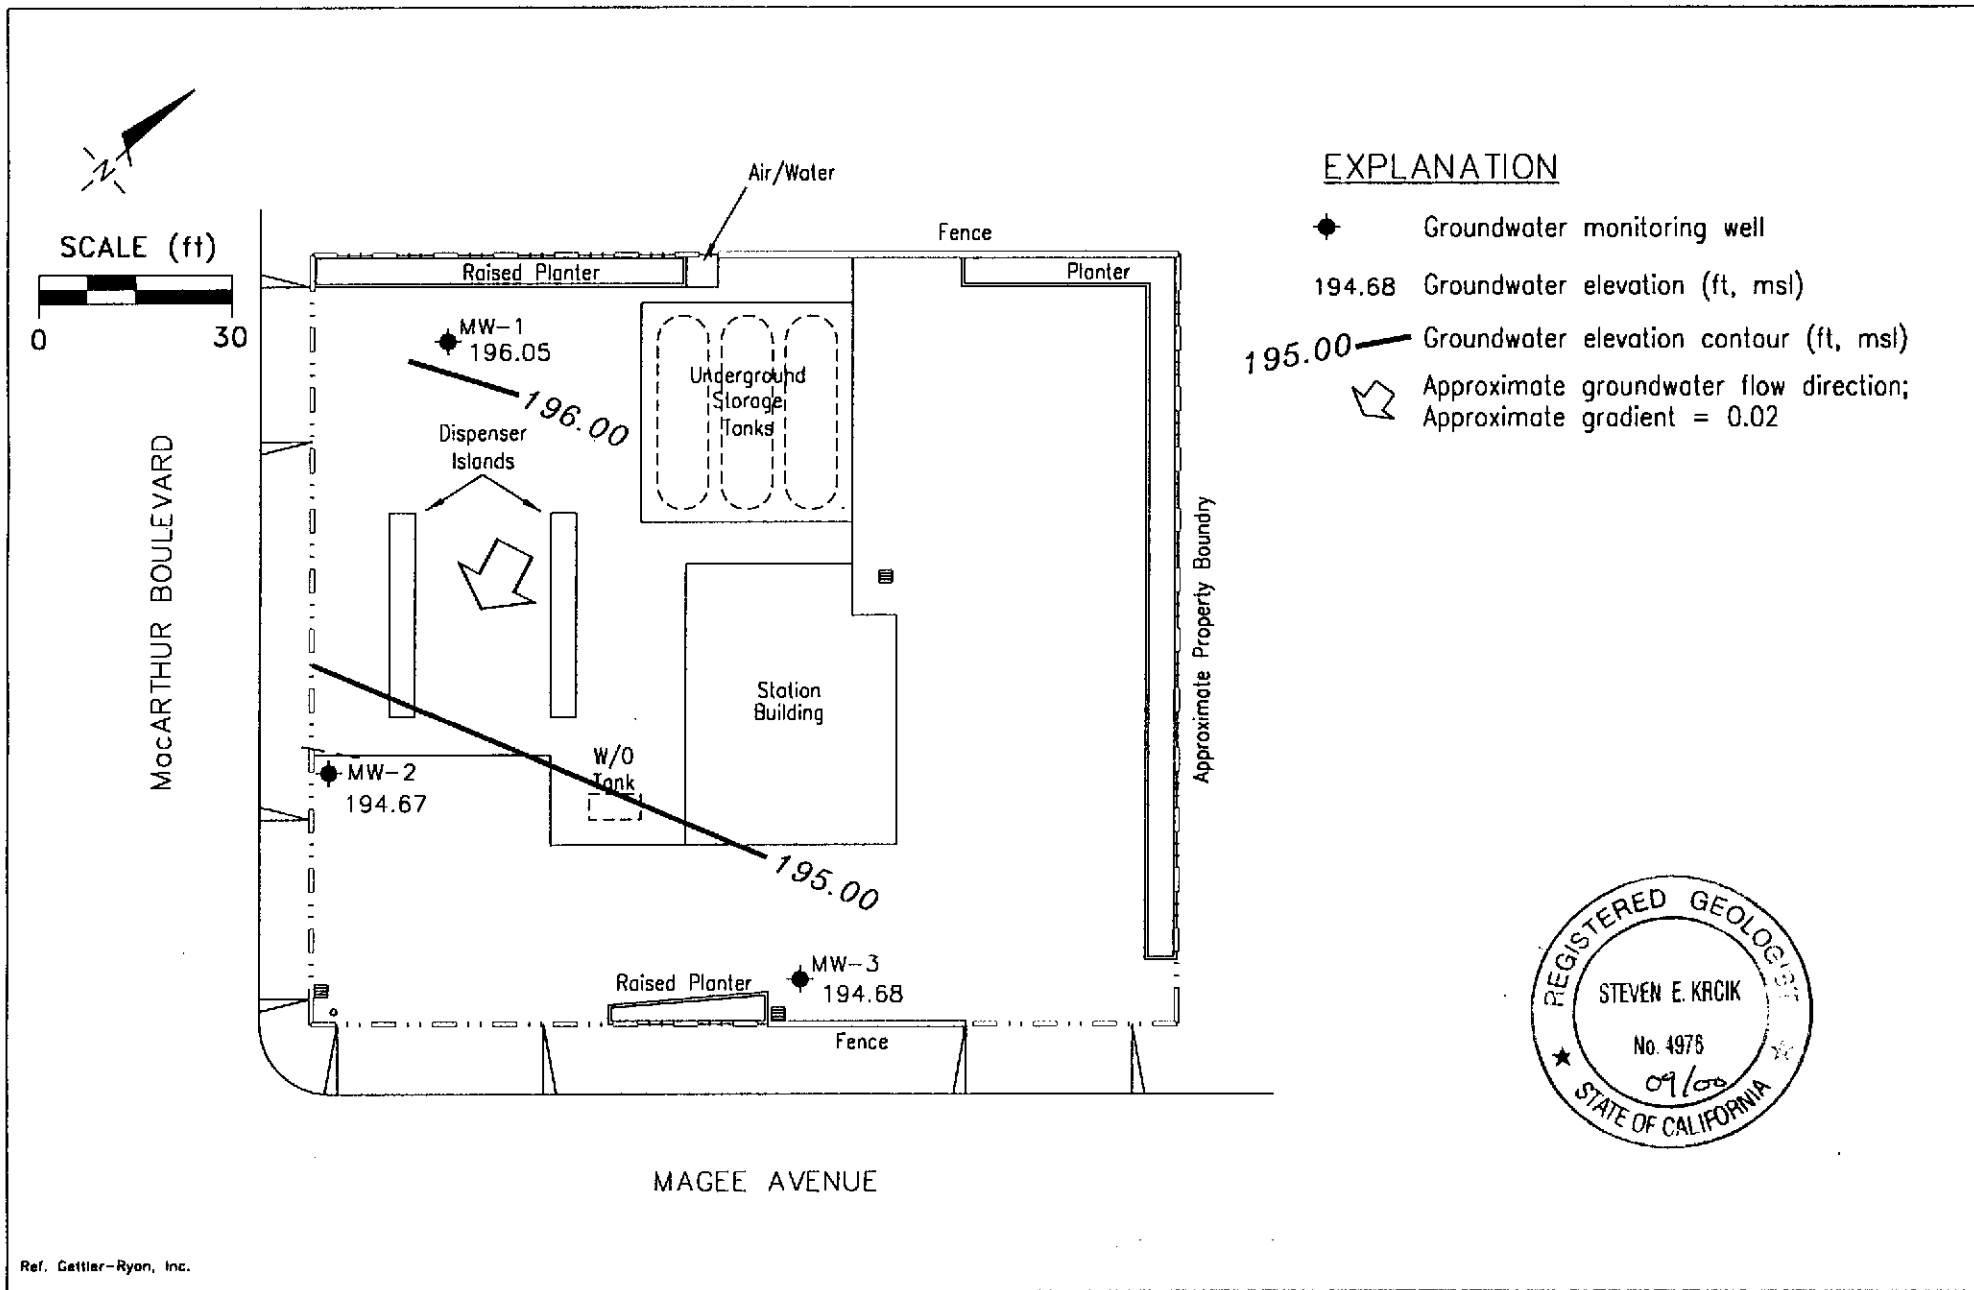 N
SCALE (ft)
0 30
Air/Water
Fence
Raised Planter
Planter
MW-1
196.05
196.00
Underground
Storage
Tanks
Dispenser
Islands
MacARTHUR BOULEVARD
Approximate Property Boundry
Station
Building
W/O
Tank
MW-2
194.67
195.00
MW-3
194.68
Raised Planter
Fence
MAGEE AVENUE
EXPLANATION
Groundwater monitoring well
194.68 Groundwater elevation (ft, msl)
195.00 Groundwater elevation contour (ft, msl)
Approximate groundwater flow direction;
Approximate gradient = 0.02
REGISTERED GEOLOGIST
STEVEN E. KRCIK
No. 4976
09/00
STATE OF CALIFORNIA
Ref. Gettler-Ryan, Inc.